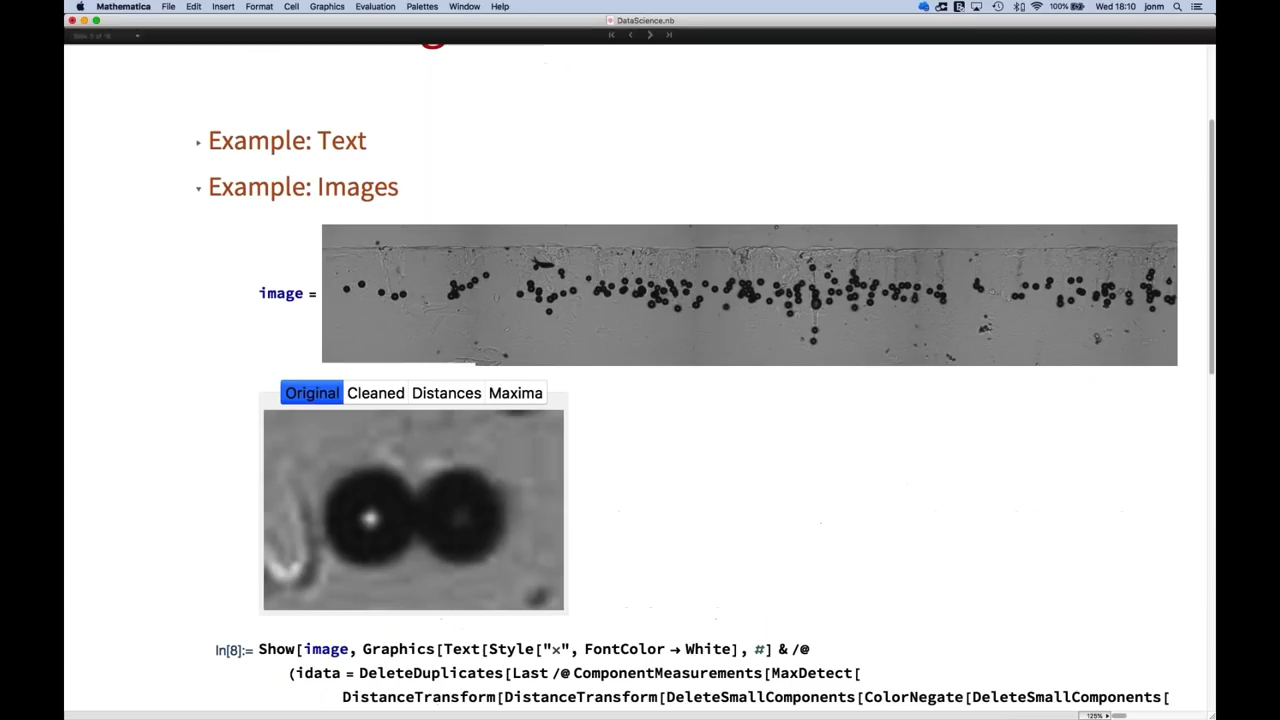 Mathematica File Edit Insert Format Cell Graphics Evaluation Palettes Window Help 100% Wed 18:10 jonm
DataScience.nb
Example: Text
Example: Images
image =
Original Cleaned Distances Maxima
In[8]:= Show[image, Graphics[Text[Style["×", FontColor → White], #] & /@
(idata = DeleteDuplicates[Last /@ ComponentMeasurements[MaxDetect[
DistanceTransform[DistanceTransform[DeleteSmallComponents[ColorNegate[DeleteSmallComponents[
125%